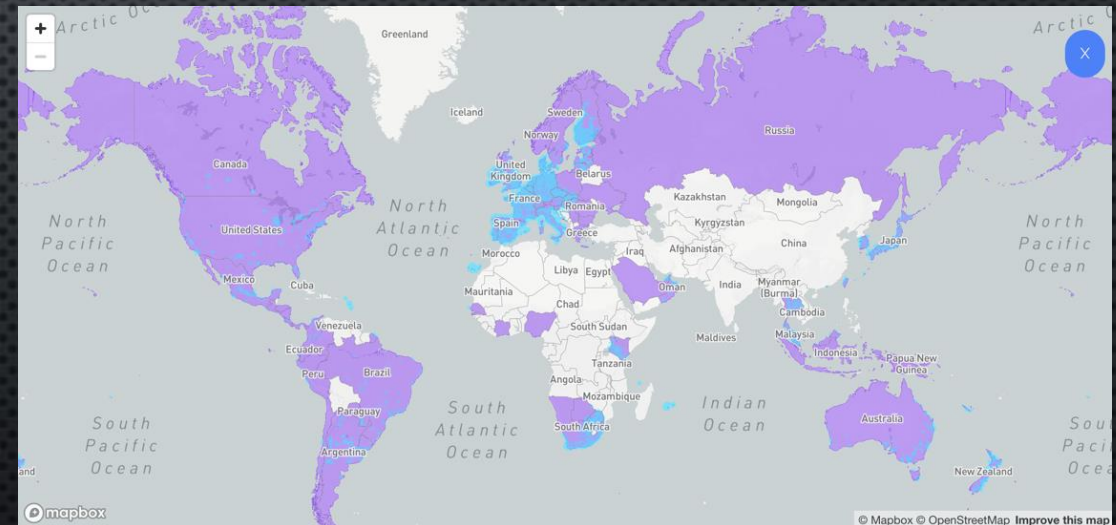 Arctic Oc
Greenland
Arctic O
+
−
X
Iceland
Sweden
Norway
Russia
Canada
United
Kingdom
Belarus
North
Pacific
Ocean
North
Atlantic
Ocean
France
Romania
Kazakhstan
Mongolia
Kyrgyzstan
North
Pacific
Ocean
United States
Spain
Greece
China
Japan
Morocco
Iraq
Afghanistan
Mexico
Cuba
Libya
Egypt
Oman
India
Myanmar
(Burma)
Mauritania
Chad
Cambodia
Venezuela
South Sudan
Maldives
Malaysia
Ecuador
Indonesia
Papua New
Guinea
Peru
Brazil
Tanzania
Angola
Mozambique
Paraguay
South
Pacific
Ocean
South
Atlantic
Ocean
South Africa
Indian
Ocean
Australia
Sou
Pacif
Ocea
Argentina
and
New Zealand
mapbox
© Mapbox © OpenStreetMap Improve this map